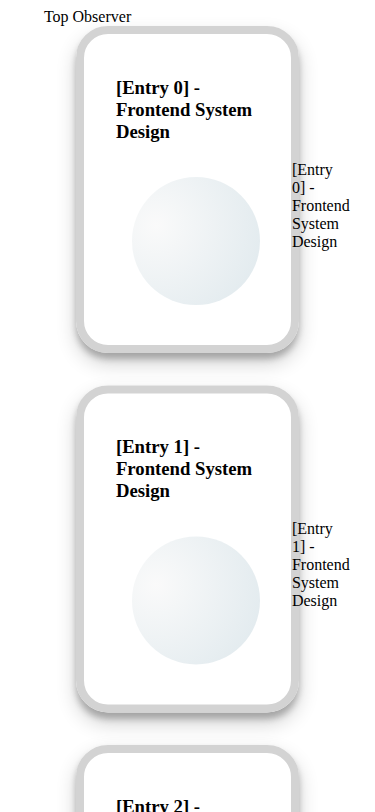 Top Observer
[Entry 0] -
Frontend System
Design
[Entry
0] -
Frontend
System
Design
[Entry 1] -
Frontend System
Design
[Entry
1] -
Frontend
System
Design
[Entry 2] -